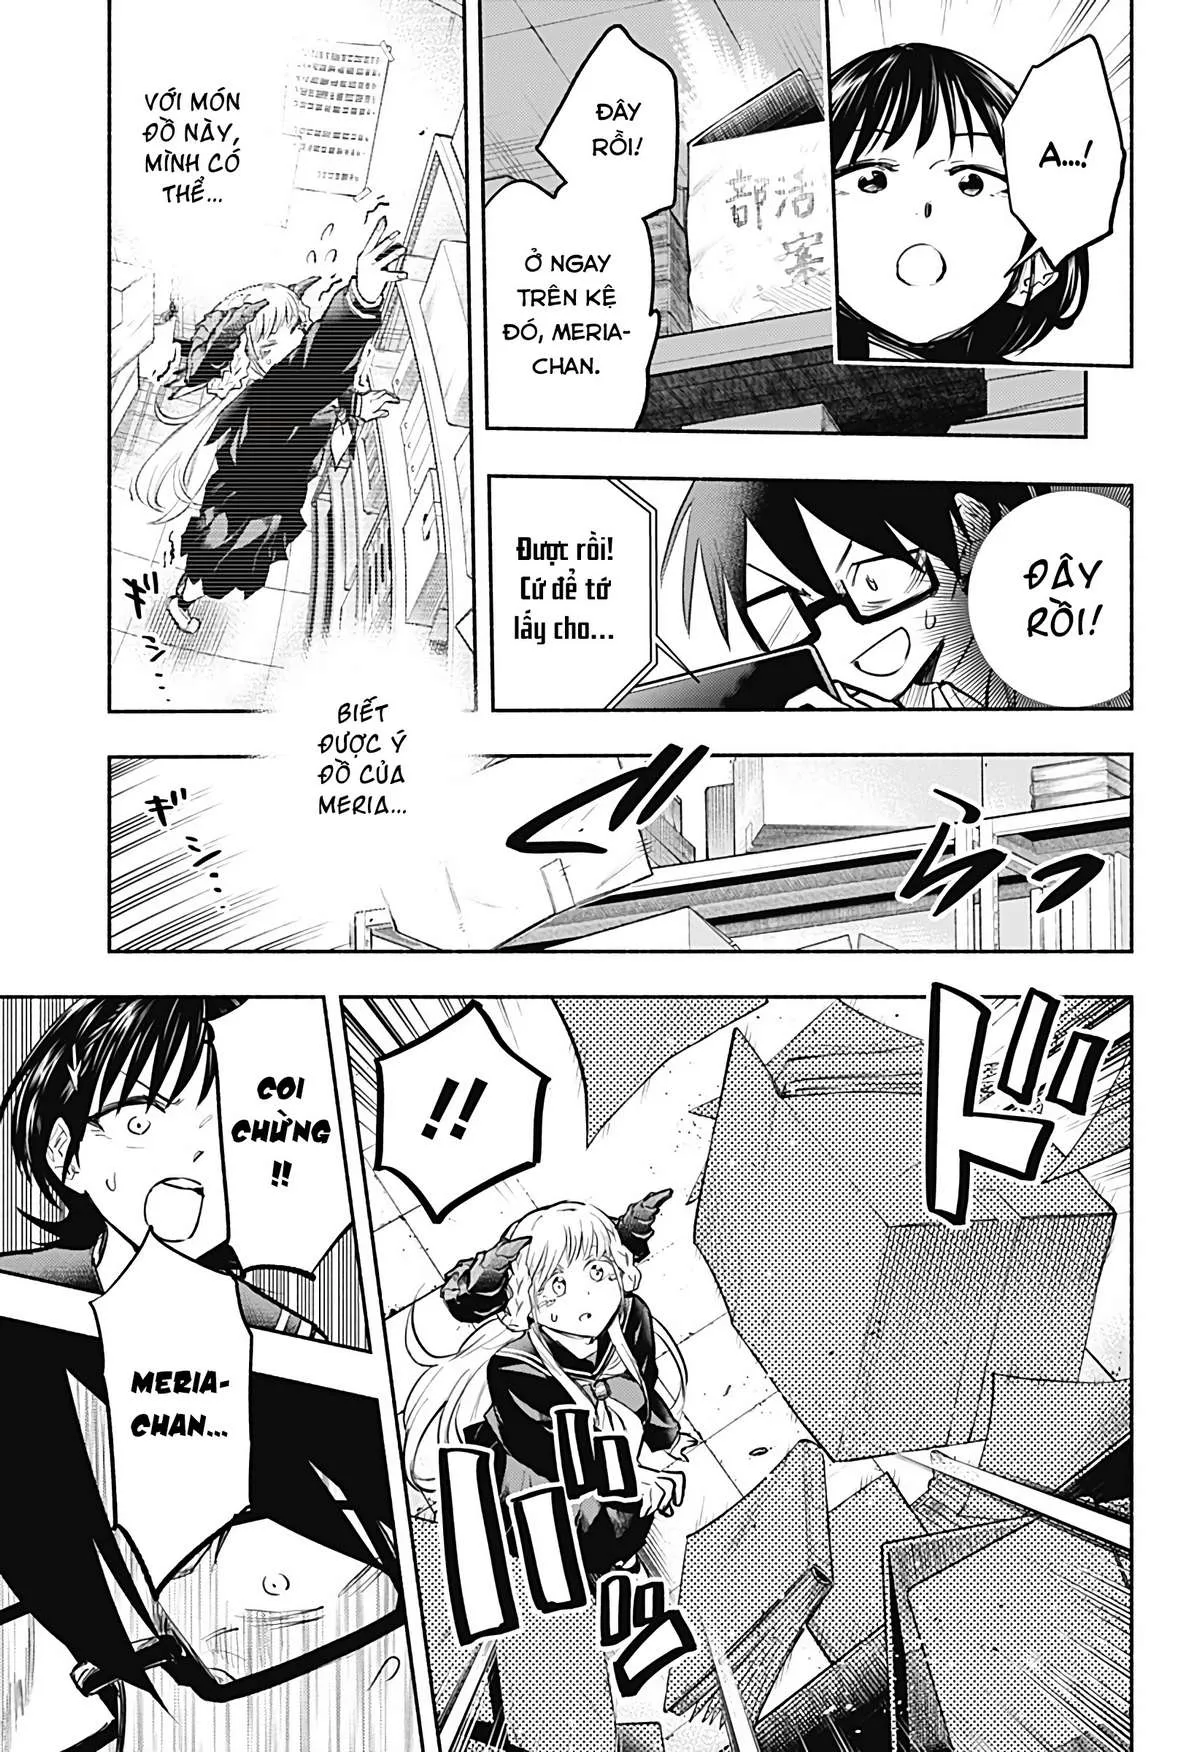 A...!
部活
案
ĐÂY
RỒI!
Ở NGAY
TRÊN KỆ
ĐÓ, MERIA-
CHAN.
VỚI MÓN
ĐỒ NÀY,
MÌNH CÓ
THỂ...
ĐÂY
RỒI!
Được rồi!
Cứ để tớ
lấy cho...
BIẾT
ĐƯỢC Ý
ĐỒ CỦA
MERIA...
!!
COI
CHỪNG
!!
MERIA-
CHAN...